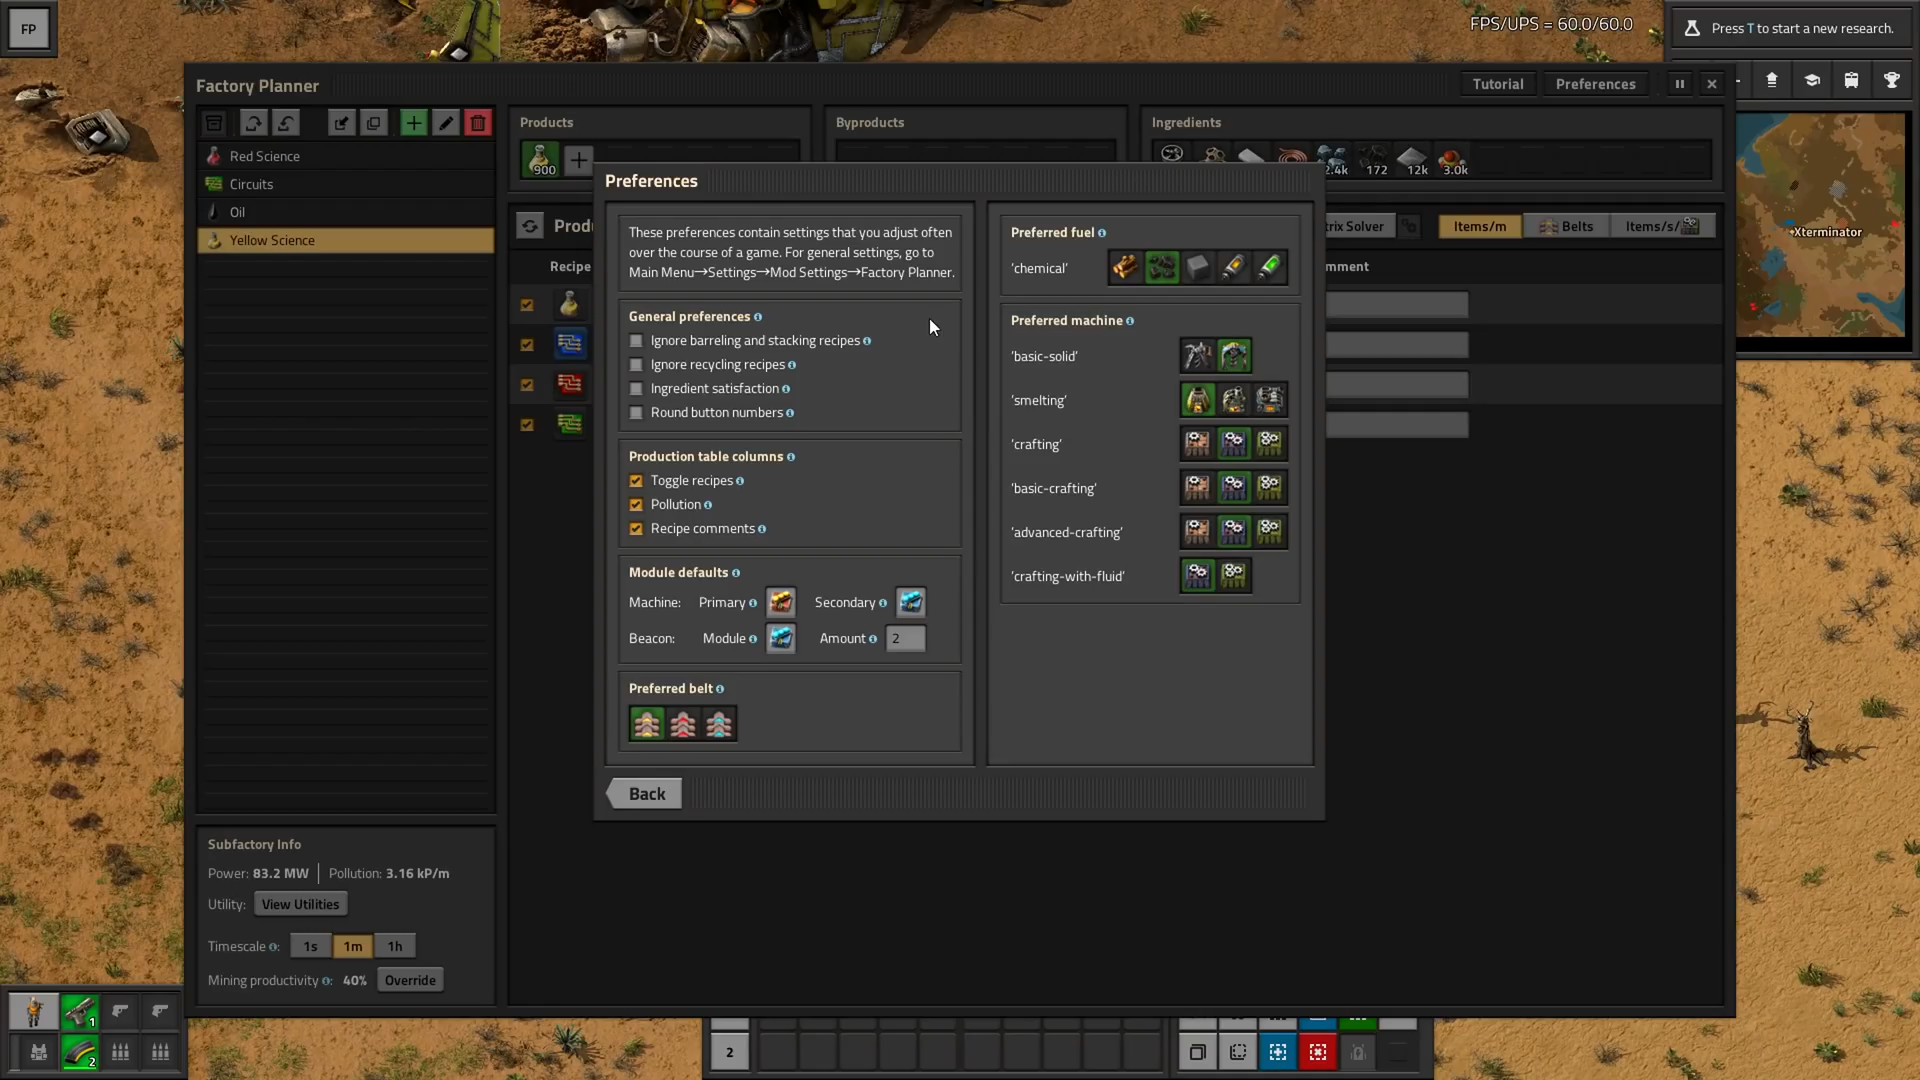 FP
FPS/UPS = 60.0/60.0
Press T to start a new research.
Factory Planner
Tutorial
Preferences
Red Science
Circuits
Oil
Yellow Science
Products
Byproducts
Ingredients
900
2.4k
172
12k
3.0k
Items/m
Belts
Items/s/
Recipe
Xterminator
Preferences
These preferences contain settings that you adjust often
over the course of a game. For general settings, go to
Main Menu→Settings→Mod Settings→Factory Planner.
General preferences
Ignore barreling and stacking recipes
Ignore recycling recipes
Ingredient satisfaction
Round button numbers
Production table columns
Toggle recipes
Pollution
Recipe comments
Module defaults
Machine: Primary Secondary
Beacon: Module Amount 2
Preferred belt
Back
Preferred fuel
'chemical'
Preferred machine
'basic-solid'
'smelting'
'crafting'
'basic-crafting'
'advanced-crafting'
'crafting-with-fluid'
Subfactory Info
Power: 83.2 MW | Pollution: 3.16 kP/m
Utility: View Utilities
Timescale : 1s 1m 1h
Mining productivity : 40% Override
1
2
2